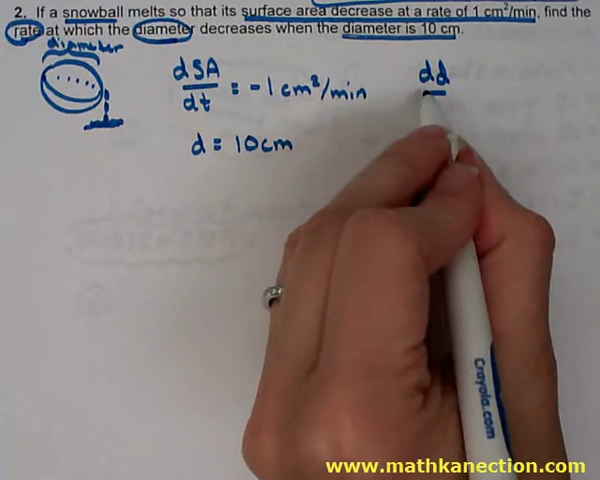 2. If a snowball melts so that its surface area decrease at a rate of 1 cm²/min, find the
rate at which the diameter decreases when the diameter is 10 cm.
diameter
dSA
dt
= -1 cm²/min
dd
d = 10cm
Crayola.com
www.mathkanection.com